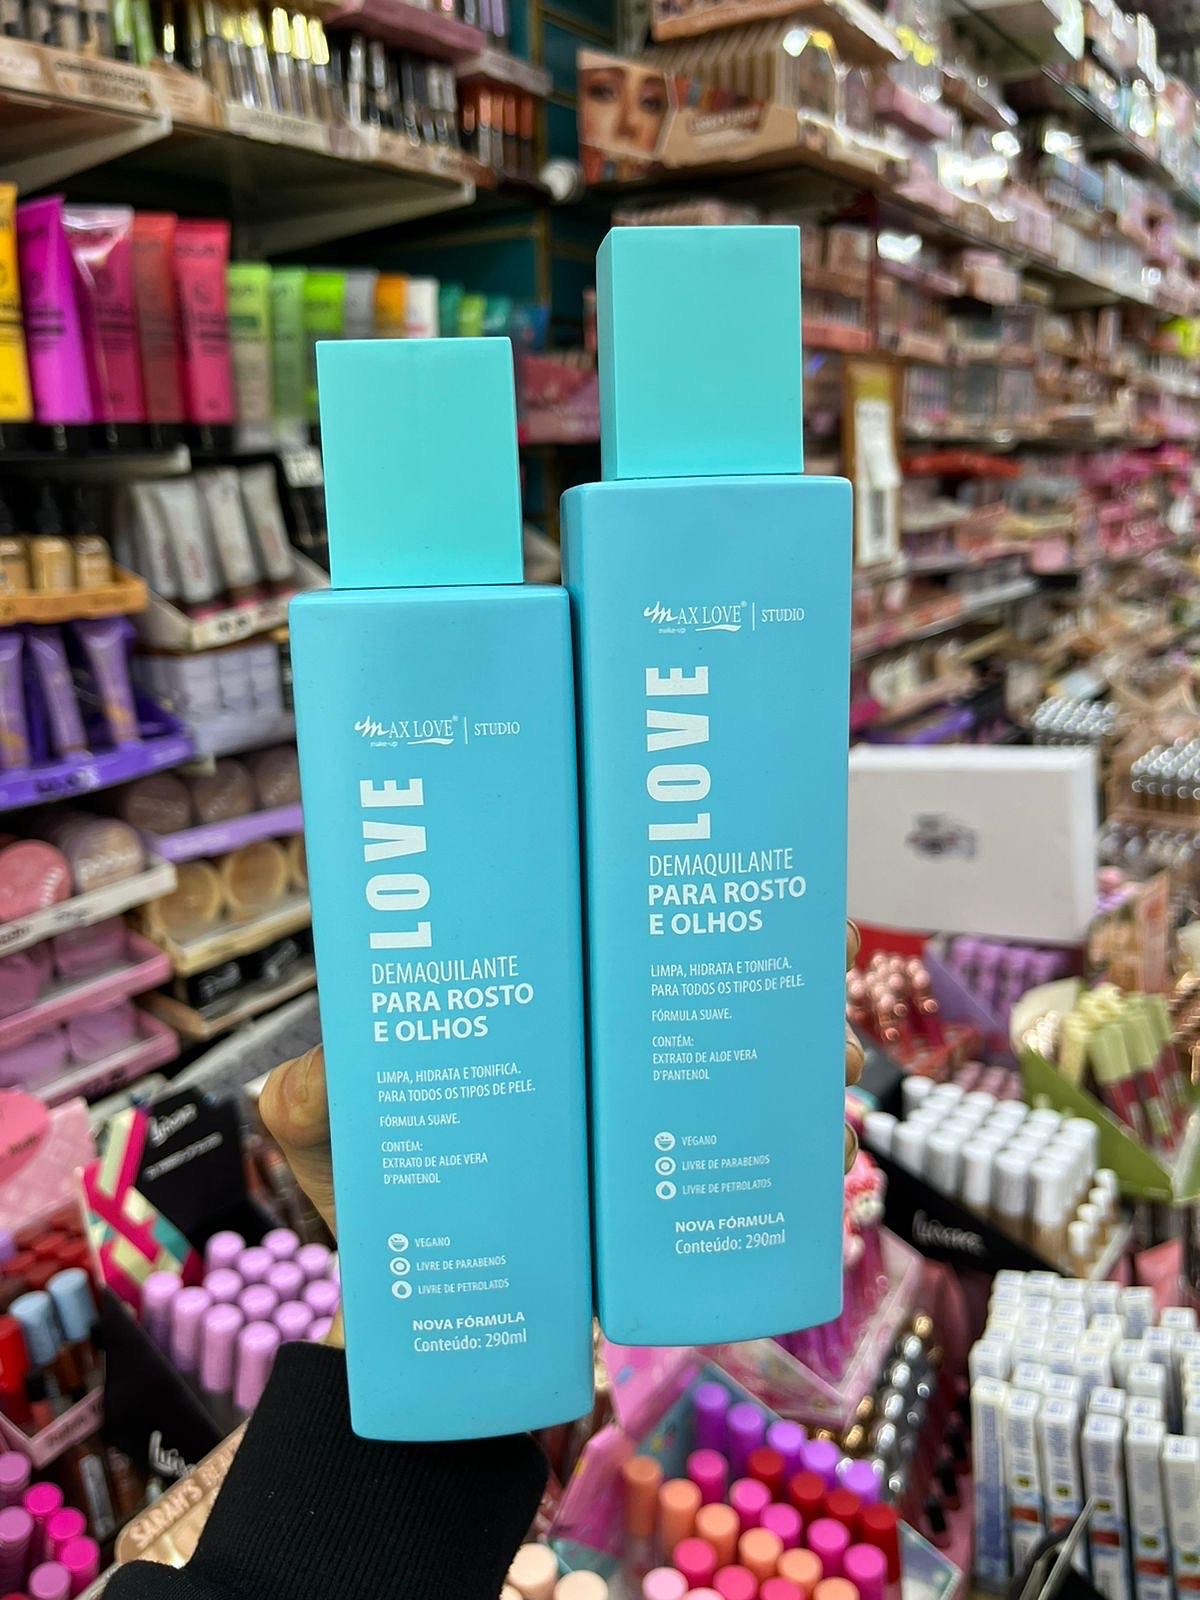 Max Love® | STUDIO
make-up
LOVE
DEMAQUILANTE
PARA ROSTO
E OLHOS
LIMPA, HIDRATA E TONIFICA.
PARA TODOS OS TIPOS DE PELE.
FÓRMULA SUAVE.
CONTÉM:
EXTRATO DE ALOE VERA
D'PANTENOL
VEGANO
LIVRE DE PARABENOS
LIVRE DE PETROLATOS
NOVA FÓRMULA
Conteúdo: 290ml
Max Love® | STUDIO
make-up
LOVE
DEMAQUILANTE
PARA ROSTO
E OLHOS
LIMPA, HIDRATA E TONIFICA.
PARA TODOS OS TIPOS DE PELE.
FÓRMULA SUAVE.
CONTÉM:
EXTRATO DE ALOE VERA
D'PANTENOL
VEGANO
LIVRE DE PARABENOS
LIVRE DE PETROLATOS
NOVA FÓRMULA
Conteúdo: 290ml
SARAH'S